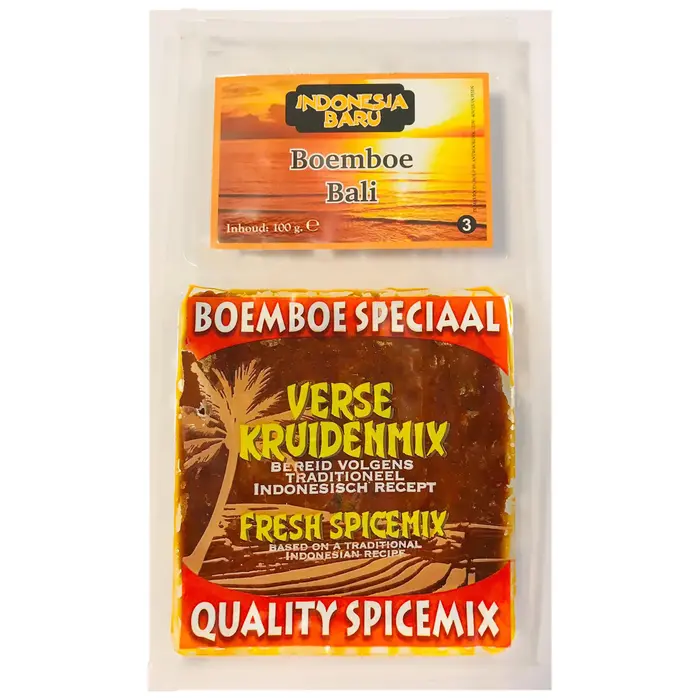 INDONESIA
BARU
Boemboe
Bali
Inhoud: 100 g. ℮
3
BOEMBOE SPECIAAL
VERSE
KRUIDENMIX
BEREID VOLGENS
TRADITIONEEL
INDONESISCH RECEPT
FRESH SPICEMIX
BASED ON A TRADITIONAL
INDONESIAN RECIPE
QUALITY SPICEMIX